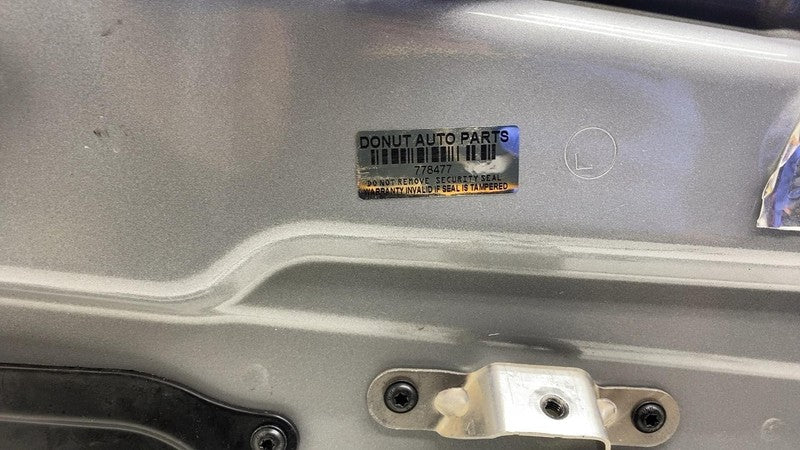 DONUT AUTO PARTS
778477
DO NOT REMOVE SECURITY SEAL
WARRANTY INVALID IF SEAL IS TAMPERED
L